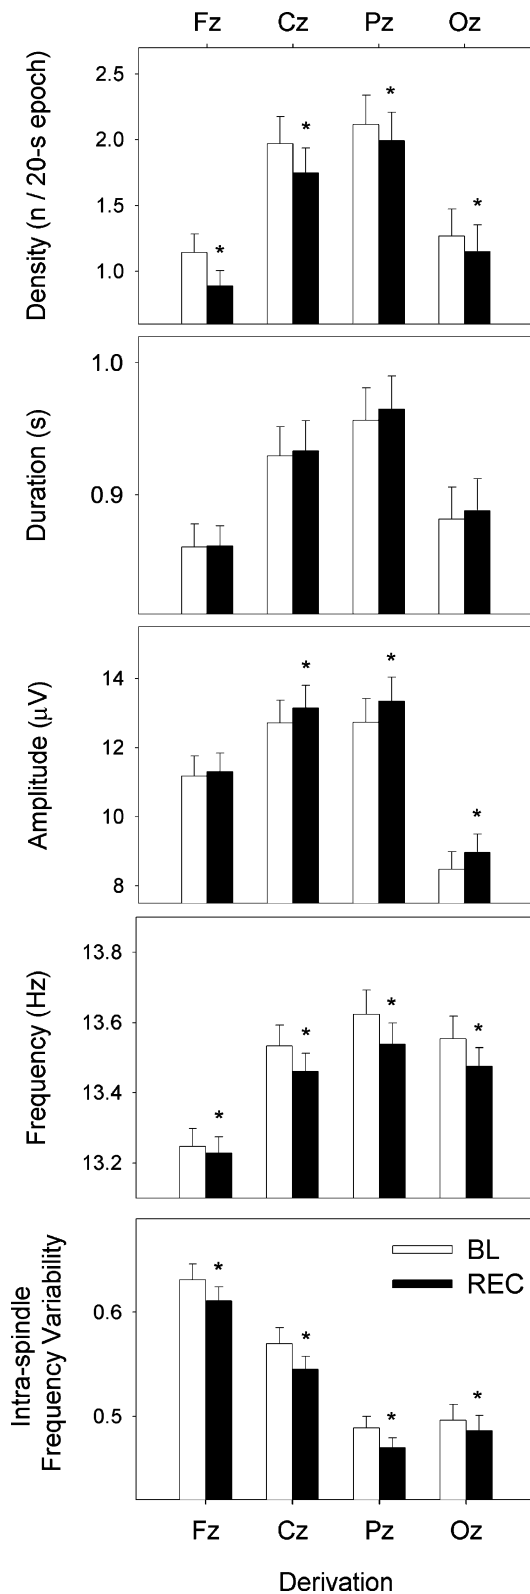 Fz Cz Pz Oz
Density (n / 20-s epoch)
2.5
*
2.0
*
1.5
*
*
1.0
Duration (s)
1.0
0.9
Amplitude (μV)
*
*
14
12
10
*
8
Frequency (Hz)
13.8
*
13.6
*
*
13.4
*
13.2
Intra-spindle
Frequency Variability
BL
*
REC
0.6
*
*
*
0.5
Fz Cz Pz Oz
Derivation